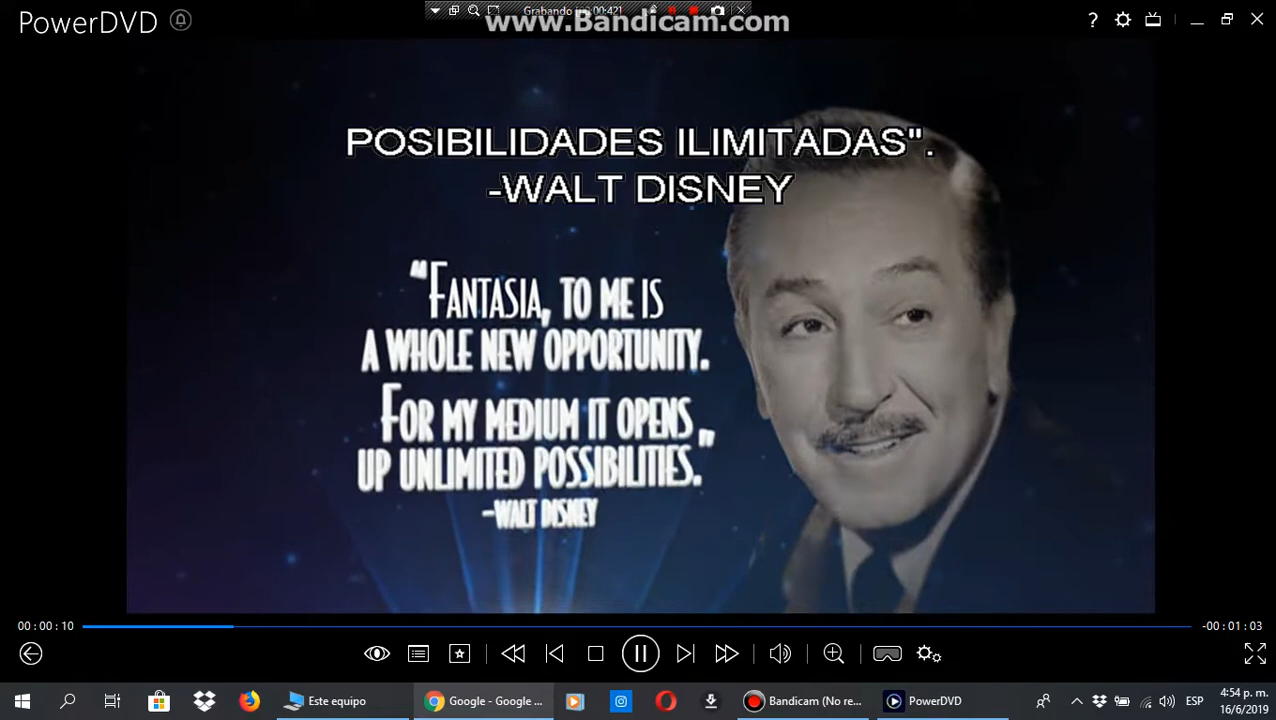 PowerDVD
Grabando
www.Bandicam.com
POSIBILIDADES ILIMITADAS".
-WALT DISNEY
"FANTASIA, TO ME IS
A WHOLE NEW OPPORTUNITY.
FOR MY MEDIUM IT OPENS
UP UNLIMITED POSSIBILITIES."
-WALT DISNEY
00:00:10
-00:01:03
Este equipo
Google - Google ...
Bandicam (No re...
PowerDVD
ESP
4:54 p. m.
16/6/2019